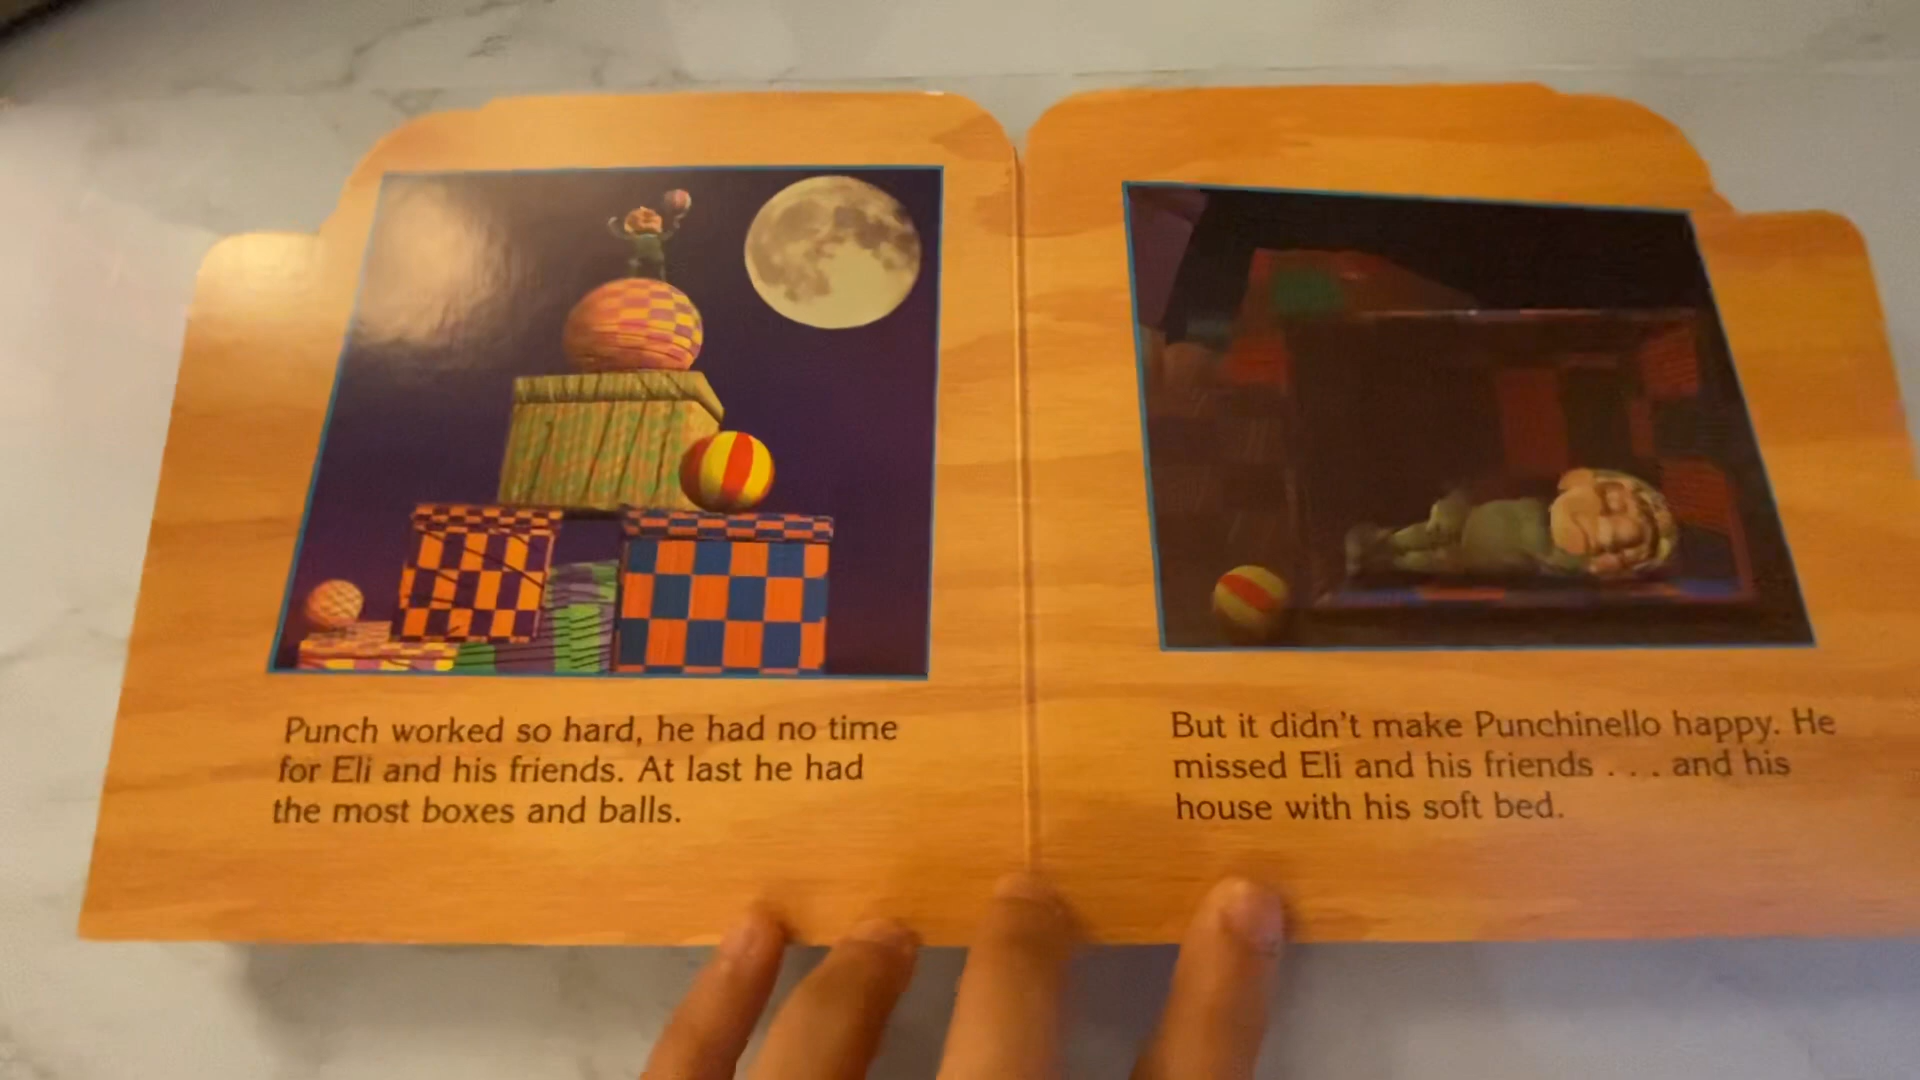 Punch worked so hard, he had no time
for Eli and his friends. At last he had
the most boxes and balls.
But it didn't make Punchinello happy. He
missed Eli and his friends . . . and his
house with his soft bed.